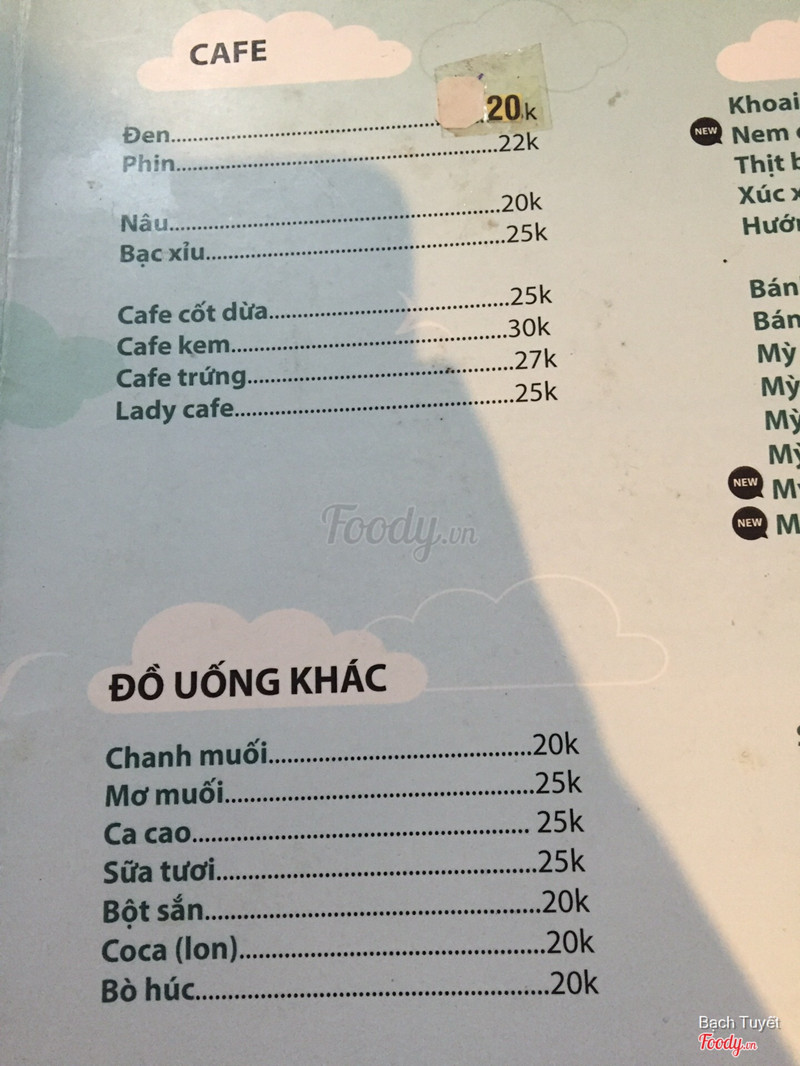 CAFE
Đen 20k
Phin 22k
Nâu 20k
Bạc xỉu 25k
Cafe cốt dừa 25k
Cafe kem 30k
Cafe trứng 27k
Lady cafe 25k
Foody.vn
ĐỒ UỐNG KHÁC
Chanh muối 20k
Mơ muối 25k
Ca cao 25k
Sữa tươi 25k
Bột sắn 20k
Coca (lon) 20k
Bò húc 20k
Khoai
NEW Nem
Thịt
Xúc
Bán
Bán
Mỳ
Mỳ
Mỳ
Mỳ
NEW
NEW
Bạch Tuyết
Foody.vn